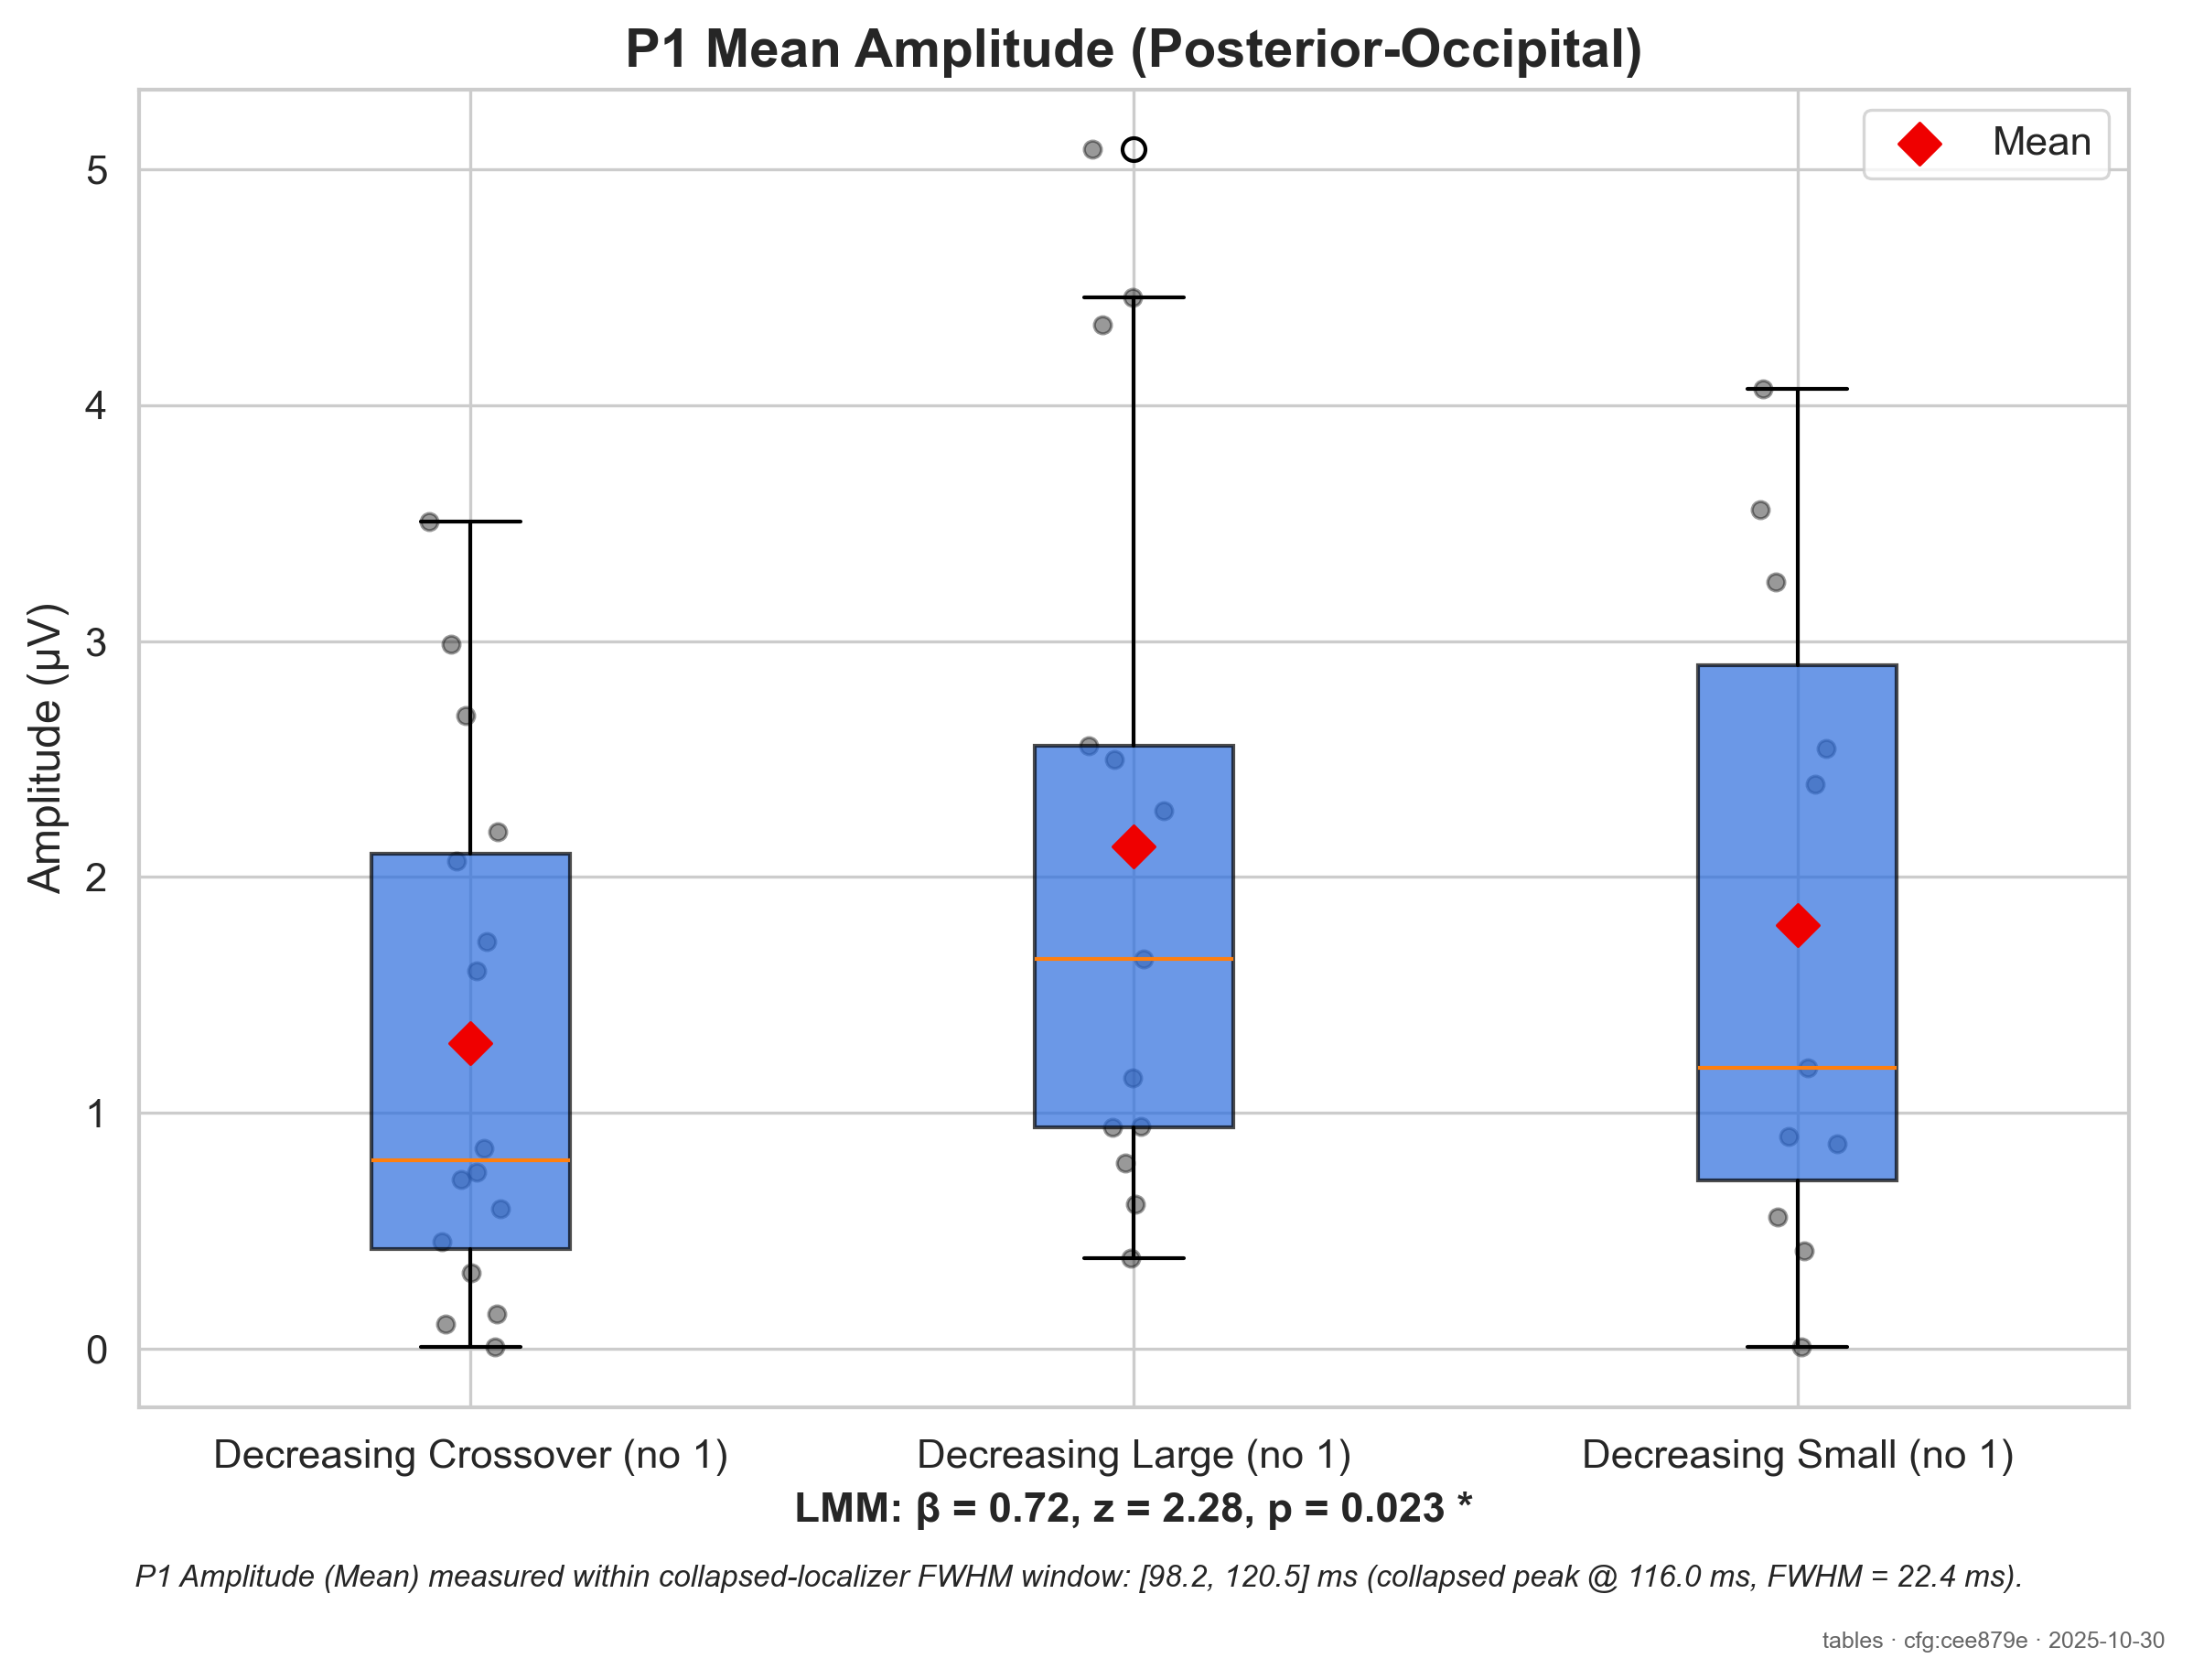 P1 Mean Amplitude (Posterior-Occipital)
Mean
5
4
3
2
1
0
Amplitude (µV)
Decreasing Crossover (no 1)
Decreasing Large (no 1)
Decreasing Small (no 1)
LMM: β = 0.72, z = 2.28, p = 0.023 *
P1 Amplitude (Mean) measured within collapsed-localizer FWHM window: [98.2, 120.5] ms (collapsed peak @ 116.0 ms, FWHM = 22.4 ms).
tables · cfg:cee879e · 2025-10-30